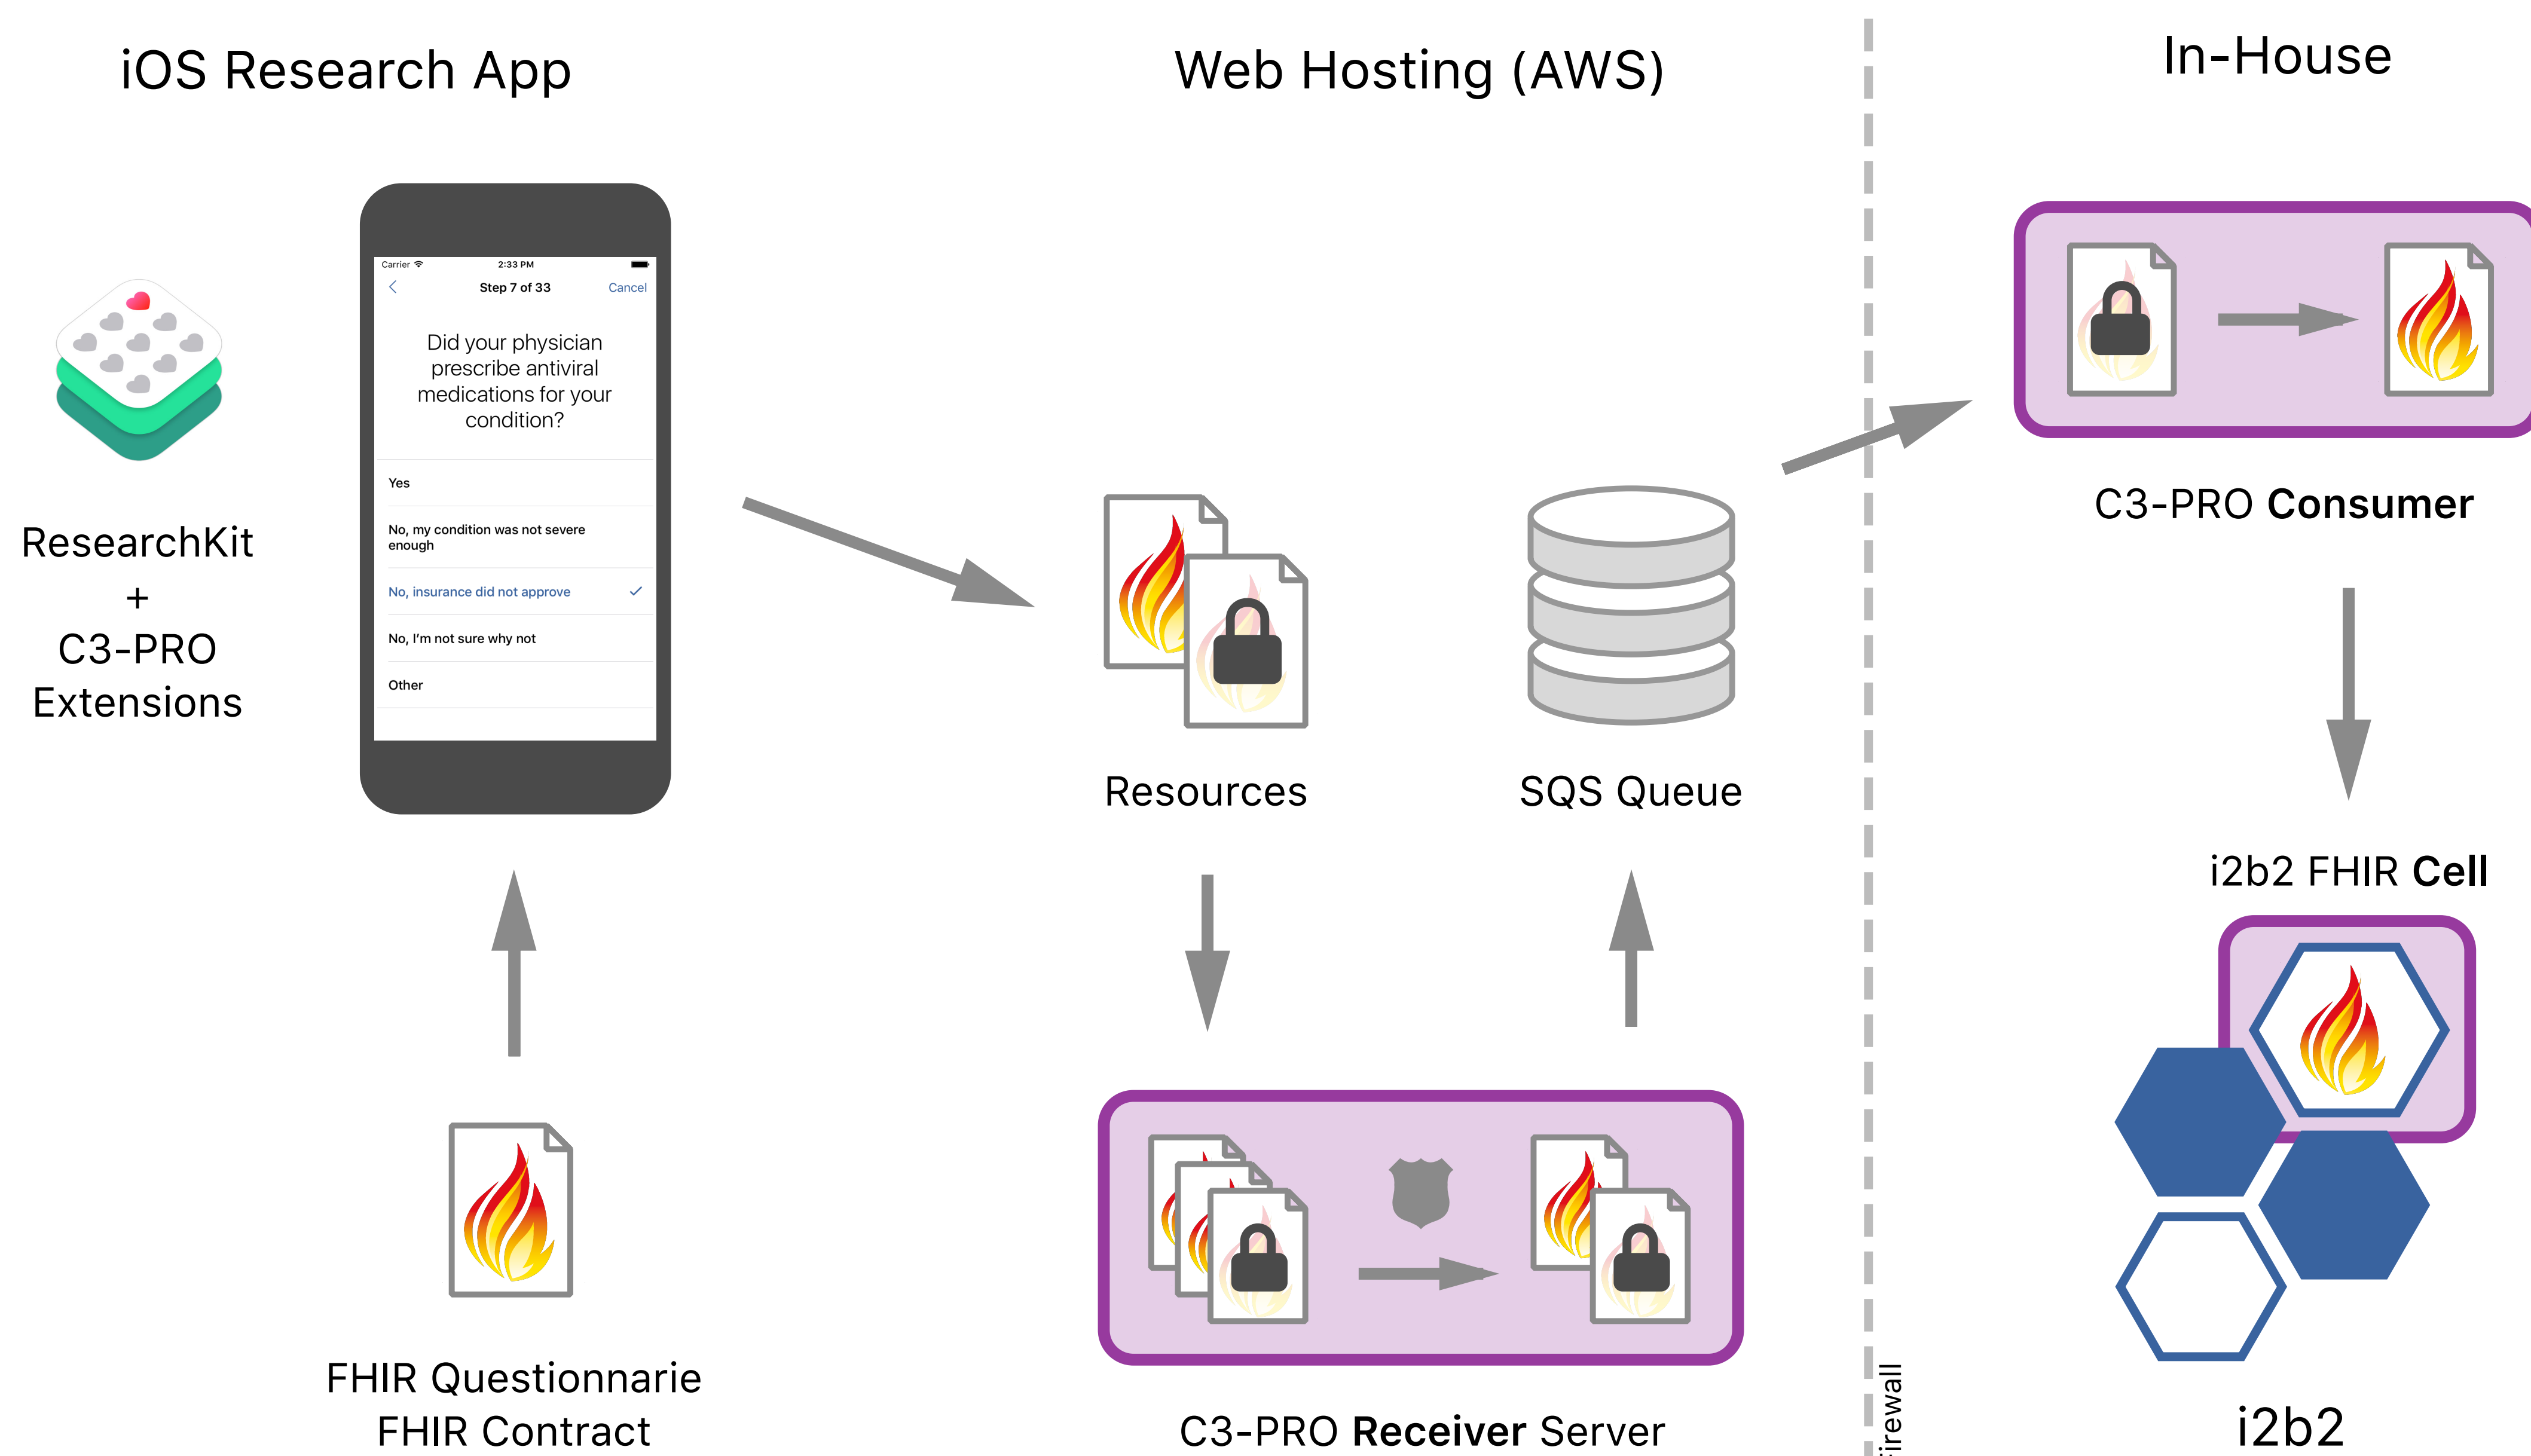 iOS Research App
Web Hosting (AWS)
In-House
Carrier
2:33 PM
Step 7 of 33
Cancel
Did your physician
prescribe antiviral
medications for your
condition?
Yes
No, my condition was not severe
enough
No, insurance did not approve
No, I'm not sure why not
Other
ResearchKit
+
C3-PRO
Extensions
FHIR Questionnarie
FHIR Contract
Resources
SQS Queue
C3-PRO Receiver Server
C3-PRO Consumer
i2b2 FHIR Cell
i2b2